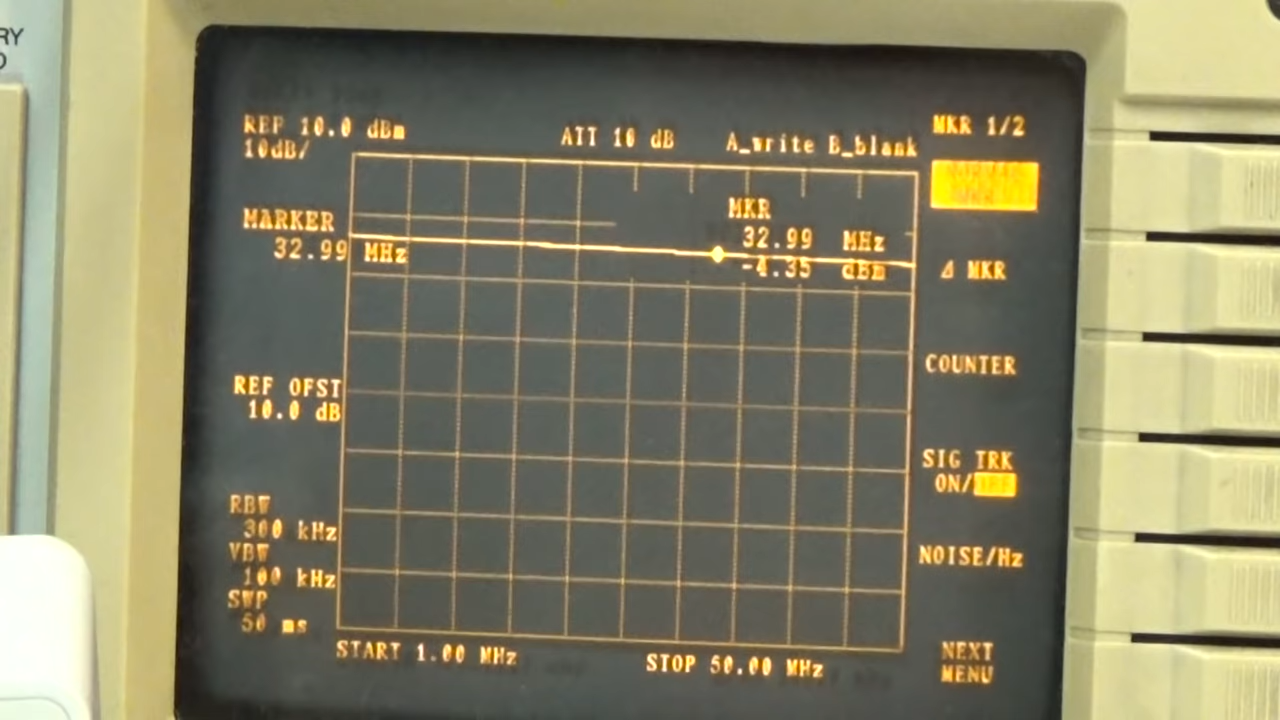 RY
REF 10.0 dBm
10dB/
ATT 10 dB
A_write B_blank
MKR 1/2
MARKER
32.99 MHz
MKR
32.99 MHz
-4.35 dBm
Δ MKR
COUNTER
REF OFST
10.0 dB
SIG TRK
ON/OFF
RBW
300 kHz
VBW
100 kHz
SWP
50 ms
NOISE/Hz
START 1.00 MHz
STOP 50.00 MHz
NEXT
MENU